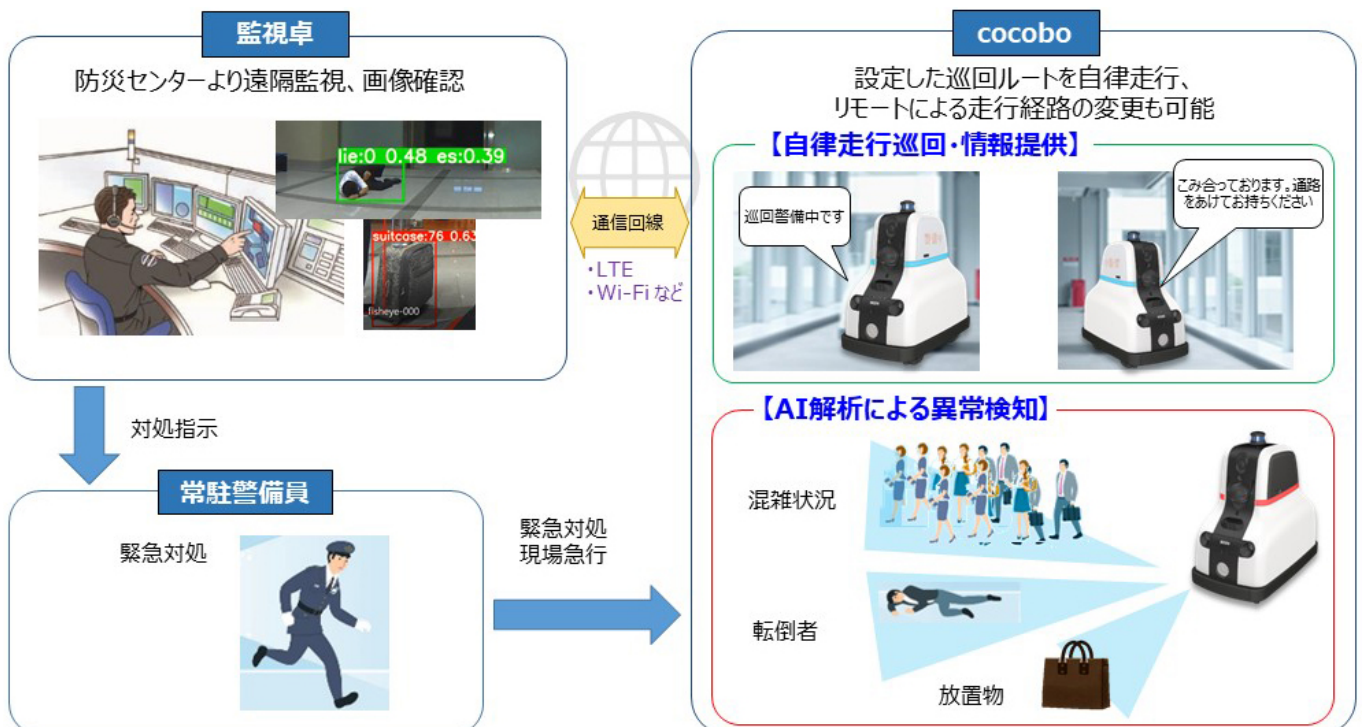 監視卓
防災センターより遠隔監視、画像確認
lie:0 0.48 es:0.39
suitcose:76 0.63
_fisheye-000
通信回線
・LTE
・Wi-Fi など
cocobo
設定した巡回ルートを自律走行、
リモートによる走行経路の変更も可能
【自律走行巡回・情報提供】
巡回警備中です
こみ合っております。通路
をあけてお持ちください
【AI解析による異常検知】
混雑状況
転倒者
放置物
対処指示
常駐警備員
緊急対処
緊急対処
現場急行